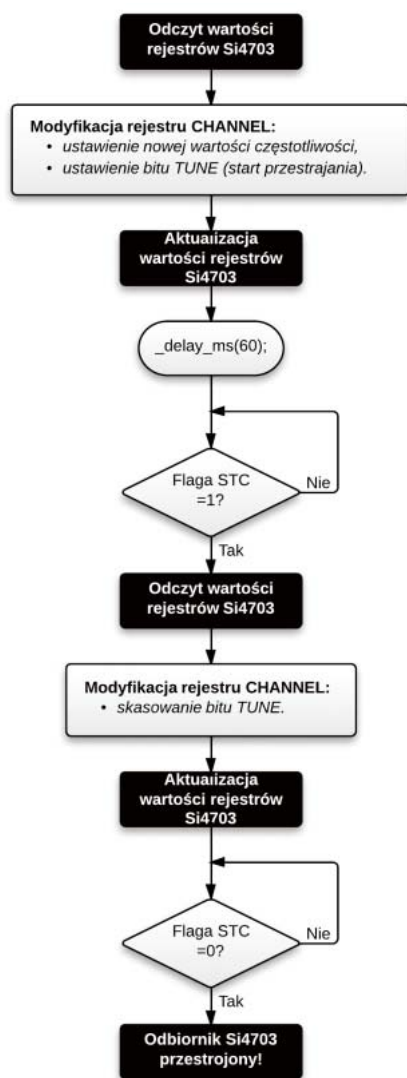 Odczyt wartości
rejestrów Si4703
Modyfikacja rejestru CHANNEL:
• ustawienie nowej wartości częstotliwości,
• ustawienie bitu TUNE (start przestrajania).
Aktualizacja
wartości rejestrów
Si4703
_delay_ms(60);
Flaga STC
=1?
Nie
Tak
Odczyt wartości
rejestrów Si4703
Modyfikacja rejestru CHANNEL:
• skasowanie bitu TUNE.
Aktualizacja
wartości rejestrów
Si4703
Flaga STC
=0?
Nie
Tak
Odbiornik Si4703
przestrojony!